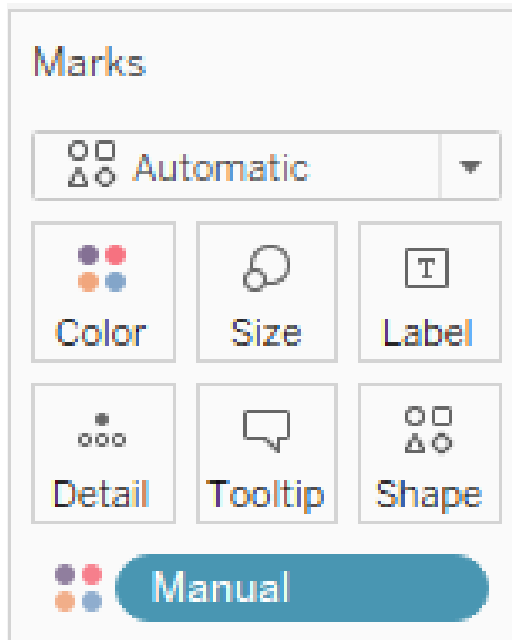 Marks
Automatic
Color Size Label
T
Detail Tooltip Shape
Manual